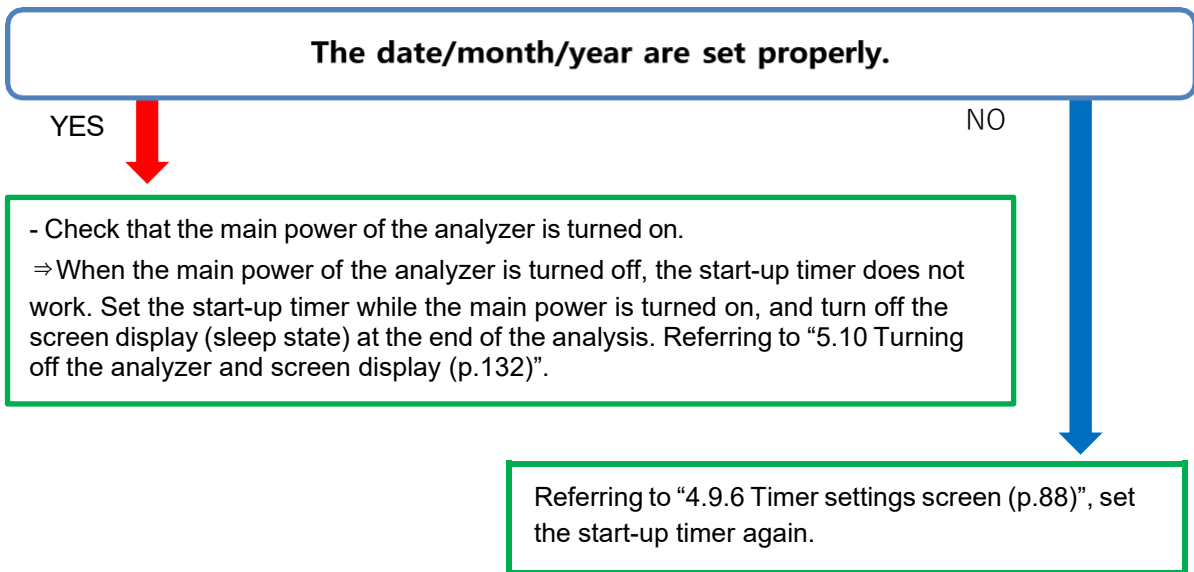 The date/month/year are set properly.
YES
NO
- Check that the main power of the analyzer is turned on.
⇒When the main power of the analyzer is turned off, the start-up timer does not
work. Set the start-up timer while the main power is turned on, and turn off the
screen display (sleep state) at the end of the analysis. Referring to “5.10 Turning
off the analyzer and screen display (p.132)”.
Referring to “4.9.6 Timer settings screen (p.88)”, set
the start-up timer again.